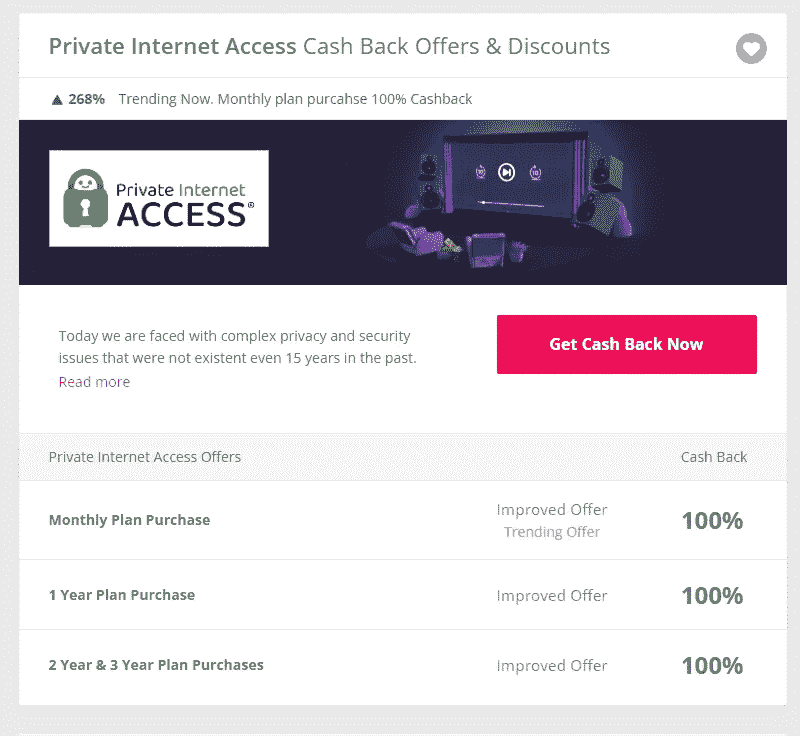 Private Internet Access Cash Back Offers & Discounts
268% Trending Now. Monthly plan purcahse 100% Cashback
Private Internet
ACCESS®
10 10
Today we are faced with complex privacy and security
issues that were not existent even 15 years in the past.
Read more
Get Cash Back Now
Private Internet Access Offers Cash Back
Monthly Plan Purchase Improved Offer 100%
Trending Offer
1 Year Plan Purchase Improved Offer 100%
2 Year & 3 Year Plan Purchases Improved Offer 100%